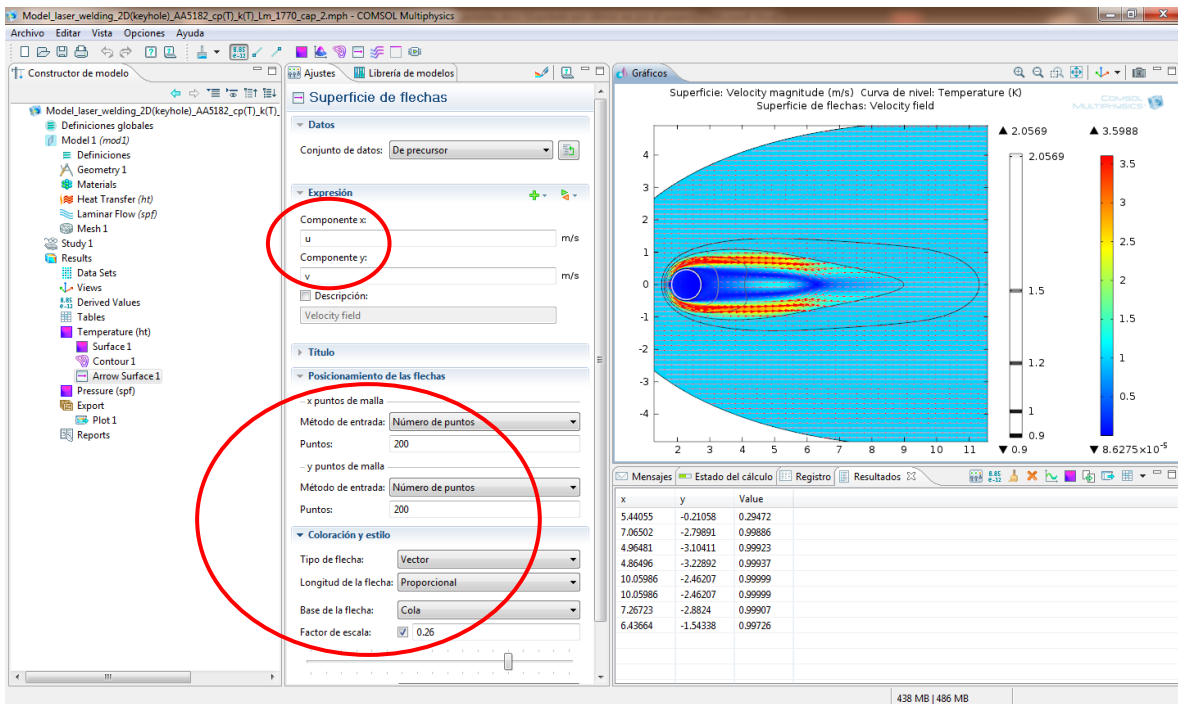 Model_laser_welding_2D(keyhole)_AA5182_cp(T)_k(T)_Lm_1770_cap_2.mph - COMSOL Multiphysics
Archivo Editar Vista Opciones Ayuda
Constructor de modelo
Model_laser_welding_2D(keyhole)_AA5182_cp(T)_k(T)_
Definiciones globales
Model 1 (mod1)
Definiciones
Geometry 1
Materials
Heat Transfer (ht)
Laminar Flow (spf)
Mesh 1
Study 1
Results
Data Sets
Views
Derived Values
Tables
Temperature (ht)
Surface 1
Contour 1
Arrow Surface 1
Pressure (spf)
Export
Plot 1
Reports
Ajustes Librería de modelos
Superficie de flechas
Datos
Conjunto de datos: De precursor
Expresión
Componente x:
u m/s
Componente y:
v m/s
Descripción:
Velocity field
Título
Posicionamiento de las flechas
x puntos de malla
Método de entrada: Número de puntos
Puntos: 200
y puntos de malla
Método de entrada: Número de puntos
Puntos: 200
Coloración y estilo
Tipo de flecha: Vector
Longitud de la flecha: Proporcional
Base de la flecha: Cola
Factor de escala: 0.26
Gráficos
Superficie: Velocity magnitude (m/s) Curva de nivel: Temperature (K)
Superficie de flechas: Velocity field
COMSOL
MULTIPHYSICS
▲ 2.0569 ▲ 3.5988
4
3
2
1
0
-1
-2
-3
-4
2 3 4 5 6 7 8 9 10 11
2.0569
1.5
1.2
1
0.9
▼ 0.9
3.5
3
2.5
2
1.5
1
0.5
▼ 8.6275×10⁻⁵
Mensajes Estado del cálculo Registro Resultados
x y Value
5.44055 -0.21058 0.29472
7.06502 -2.79891 0.99886
4.96481 -3.10411 0.99923
4.86496 -3.22892 0.99937
10.05986 -2.46207 0.99999
10.05986 -2.46207 0.99999
7.26723 -2.8824 0.99907
6.43664 -1.54338 0.99726
438 MB | 486 MB